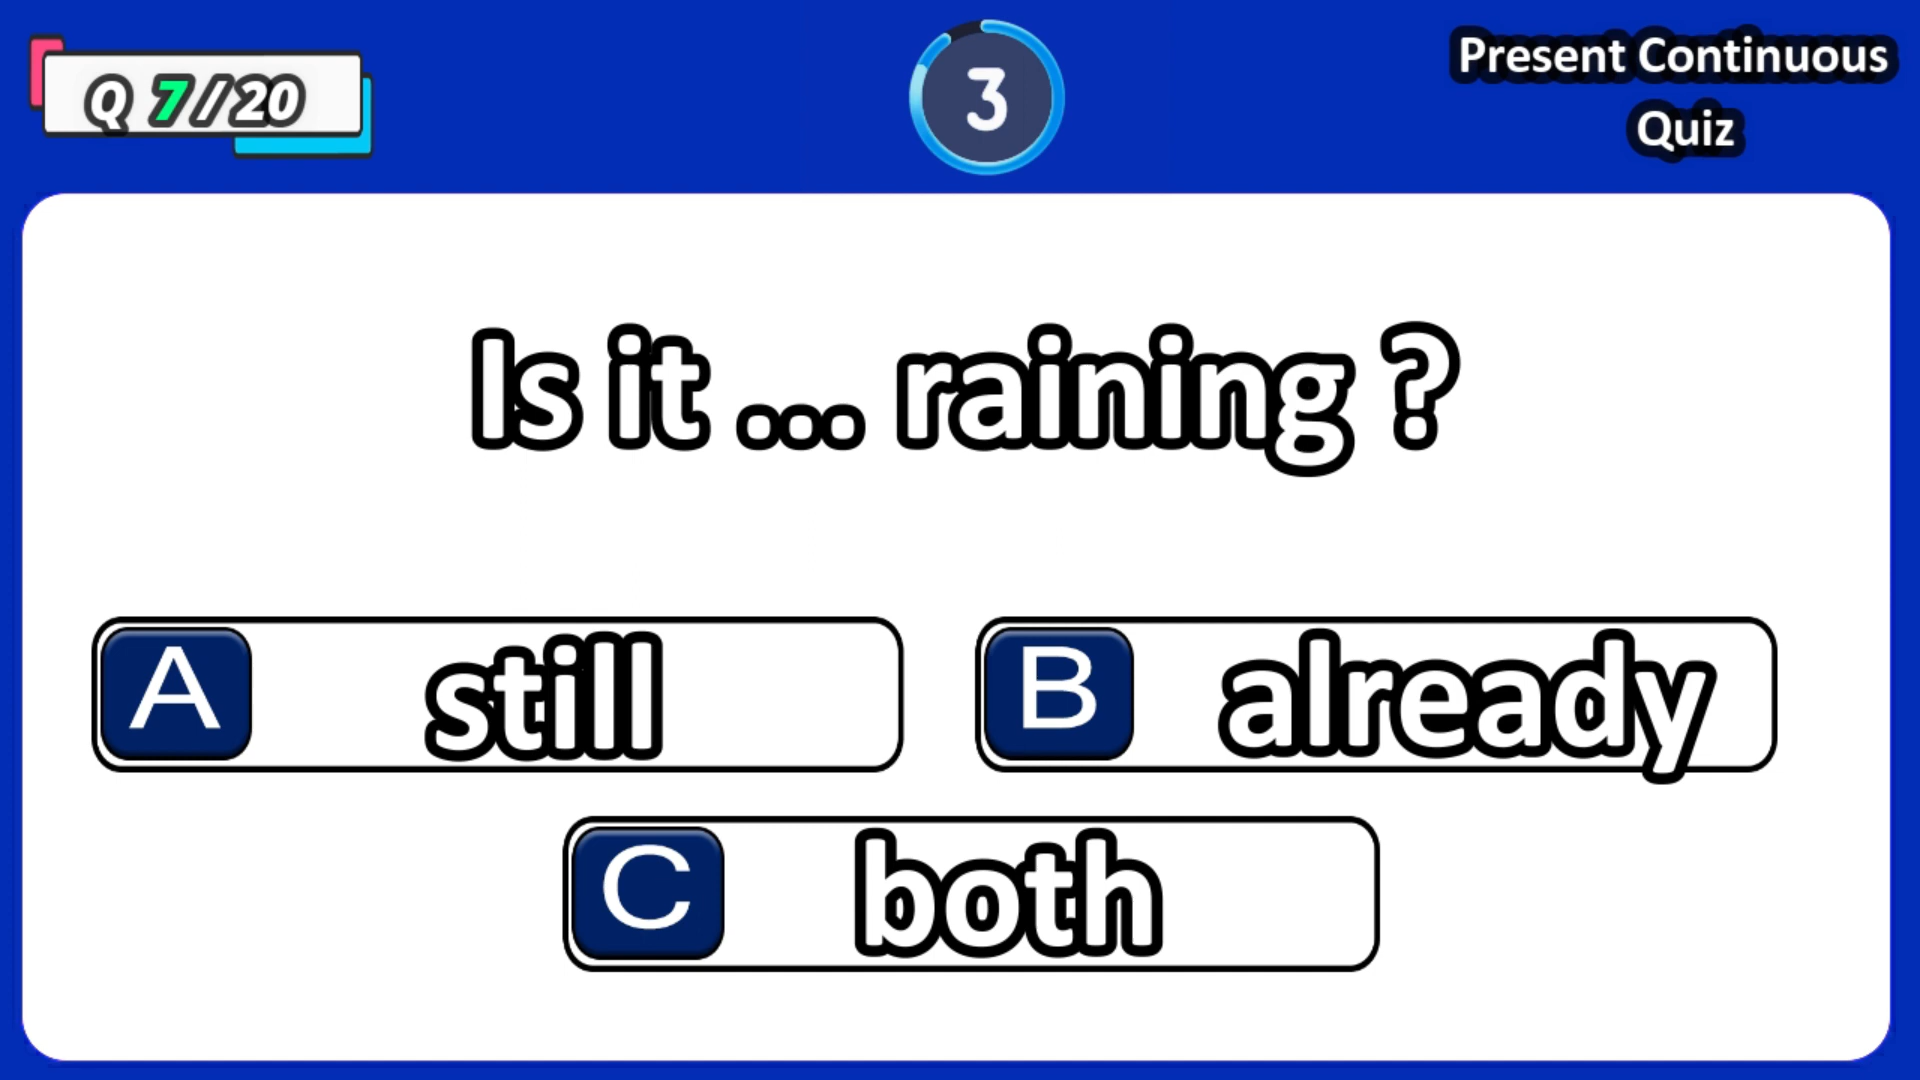 Q 7/20
3
Present Continuous
Quiz
Is it ... raining ?
A still
B already
C both